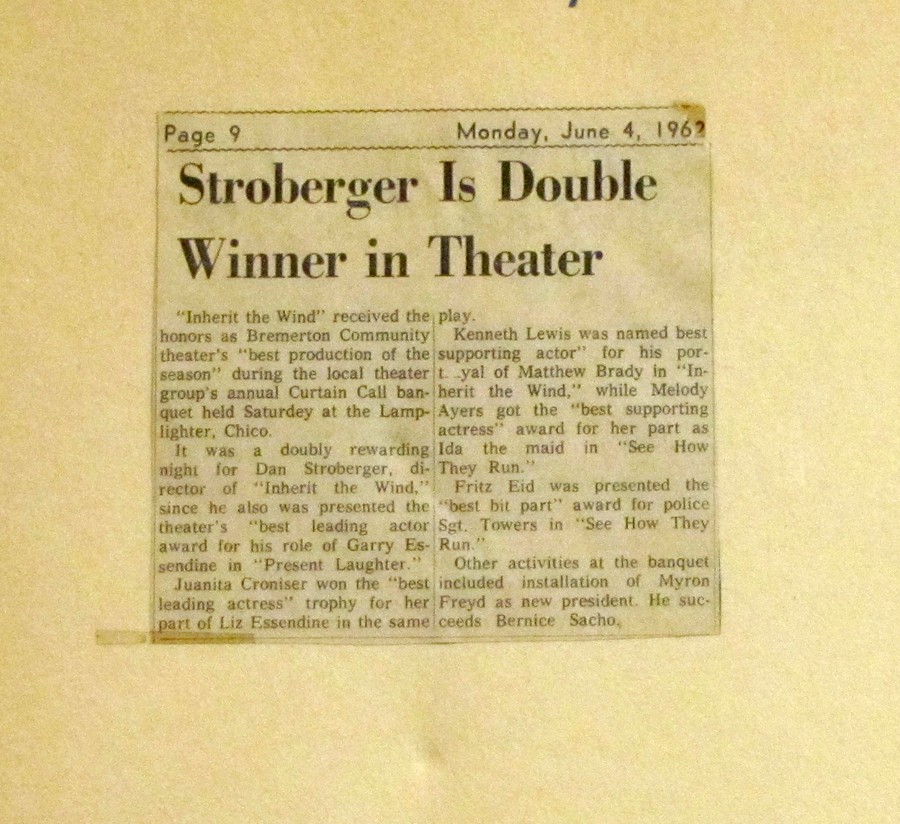 Page 9
Monday, June 4, 196?
Stroberger Is Double
Winner in Theater
"Inherit the Wind" received the
honors as Bremerton Community
theater's "best production of the
season" during the local theater
group's annual Curtain Call ban-
quet held Saturdey at the Lamp-
lighter, Chico.
It was a doubly rewarding
night for Dan Stroberger, di-
rector of "Inherit the Wind,"
since he also was presented the
theater's "best leading actor
award for his role of Garry Es-
sendine in "Present Laughter."
Juanita Croniser won the "best
leading actress" trophy for her
part of Liz Essendine in the same
play.
Kenneth Lewis was named best
supporting actor" for his por-
t. .yal of Matthew Brady in "In-
herit the Wind," while Melody
Ayers got the "best supporting
actress" award for her part as
Ida the maid in "See How
They Run."
Fritz Eid was presented the
"best bit part" award for police
Sgt. Towers in "See How They
Run."
Other activities at the banquet
included installation of Myron
Freyd as new president. He suc-
ceeds Bernice Sacho,